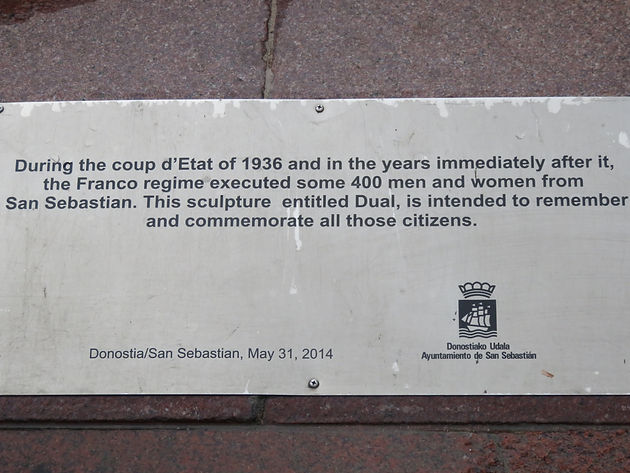 During the coup d'Etat of 1936 and in the years immediately after it,
the Franco regime executed some 400 men and women from
San Sebastian. This sculpture entitled Dual, is intended to remember
and commemorate all those citizens.
Donostia/San Sebastian, May 31, 2014
Donostiako Udala
Ayuntamiento de San Sebastián